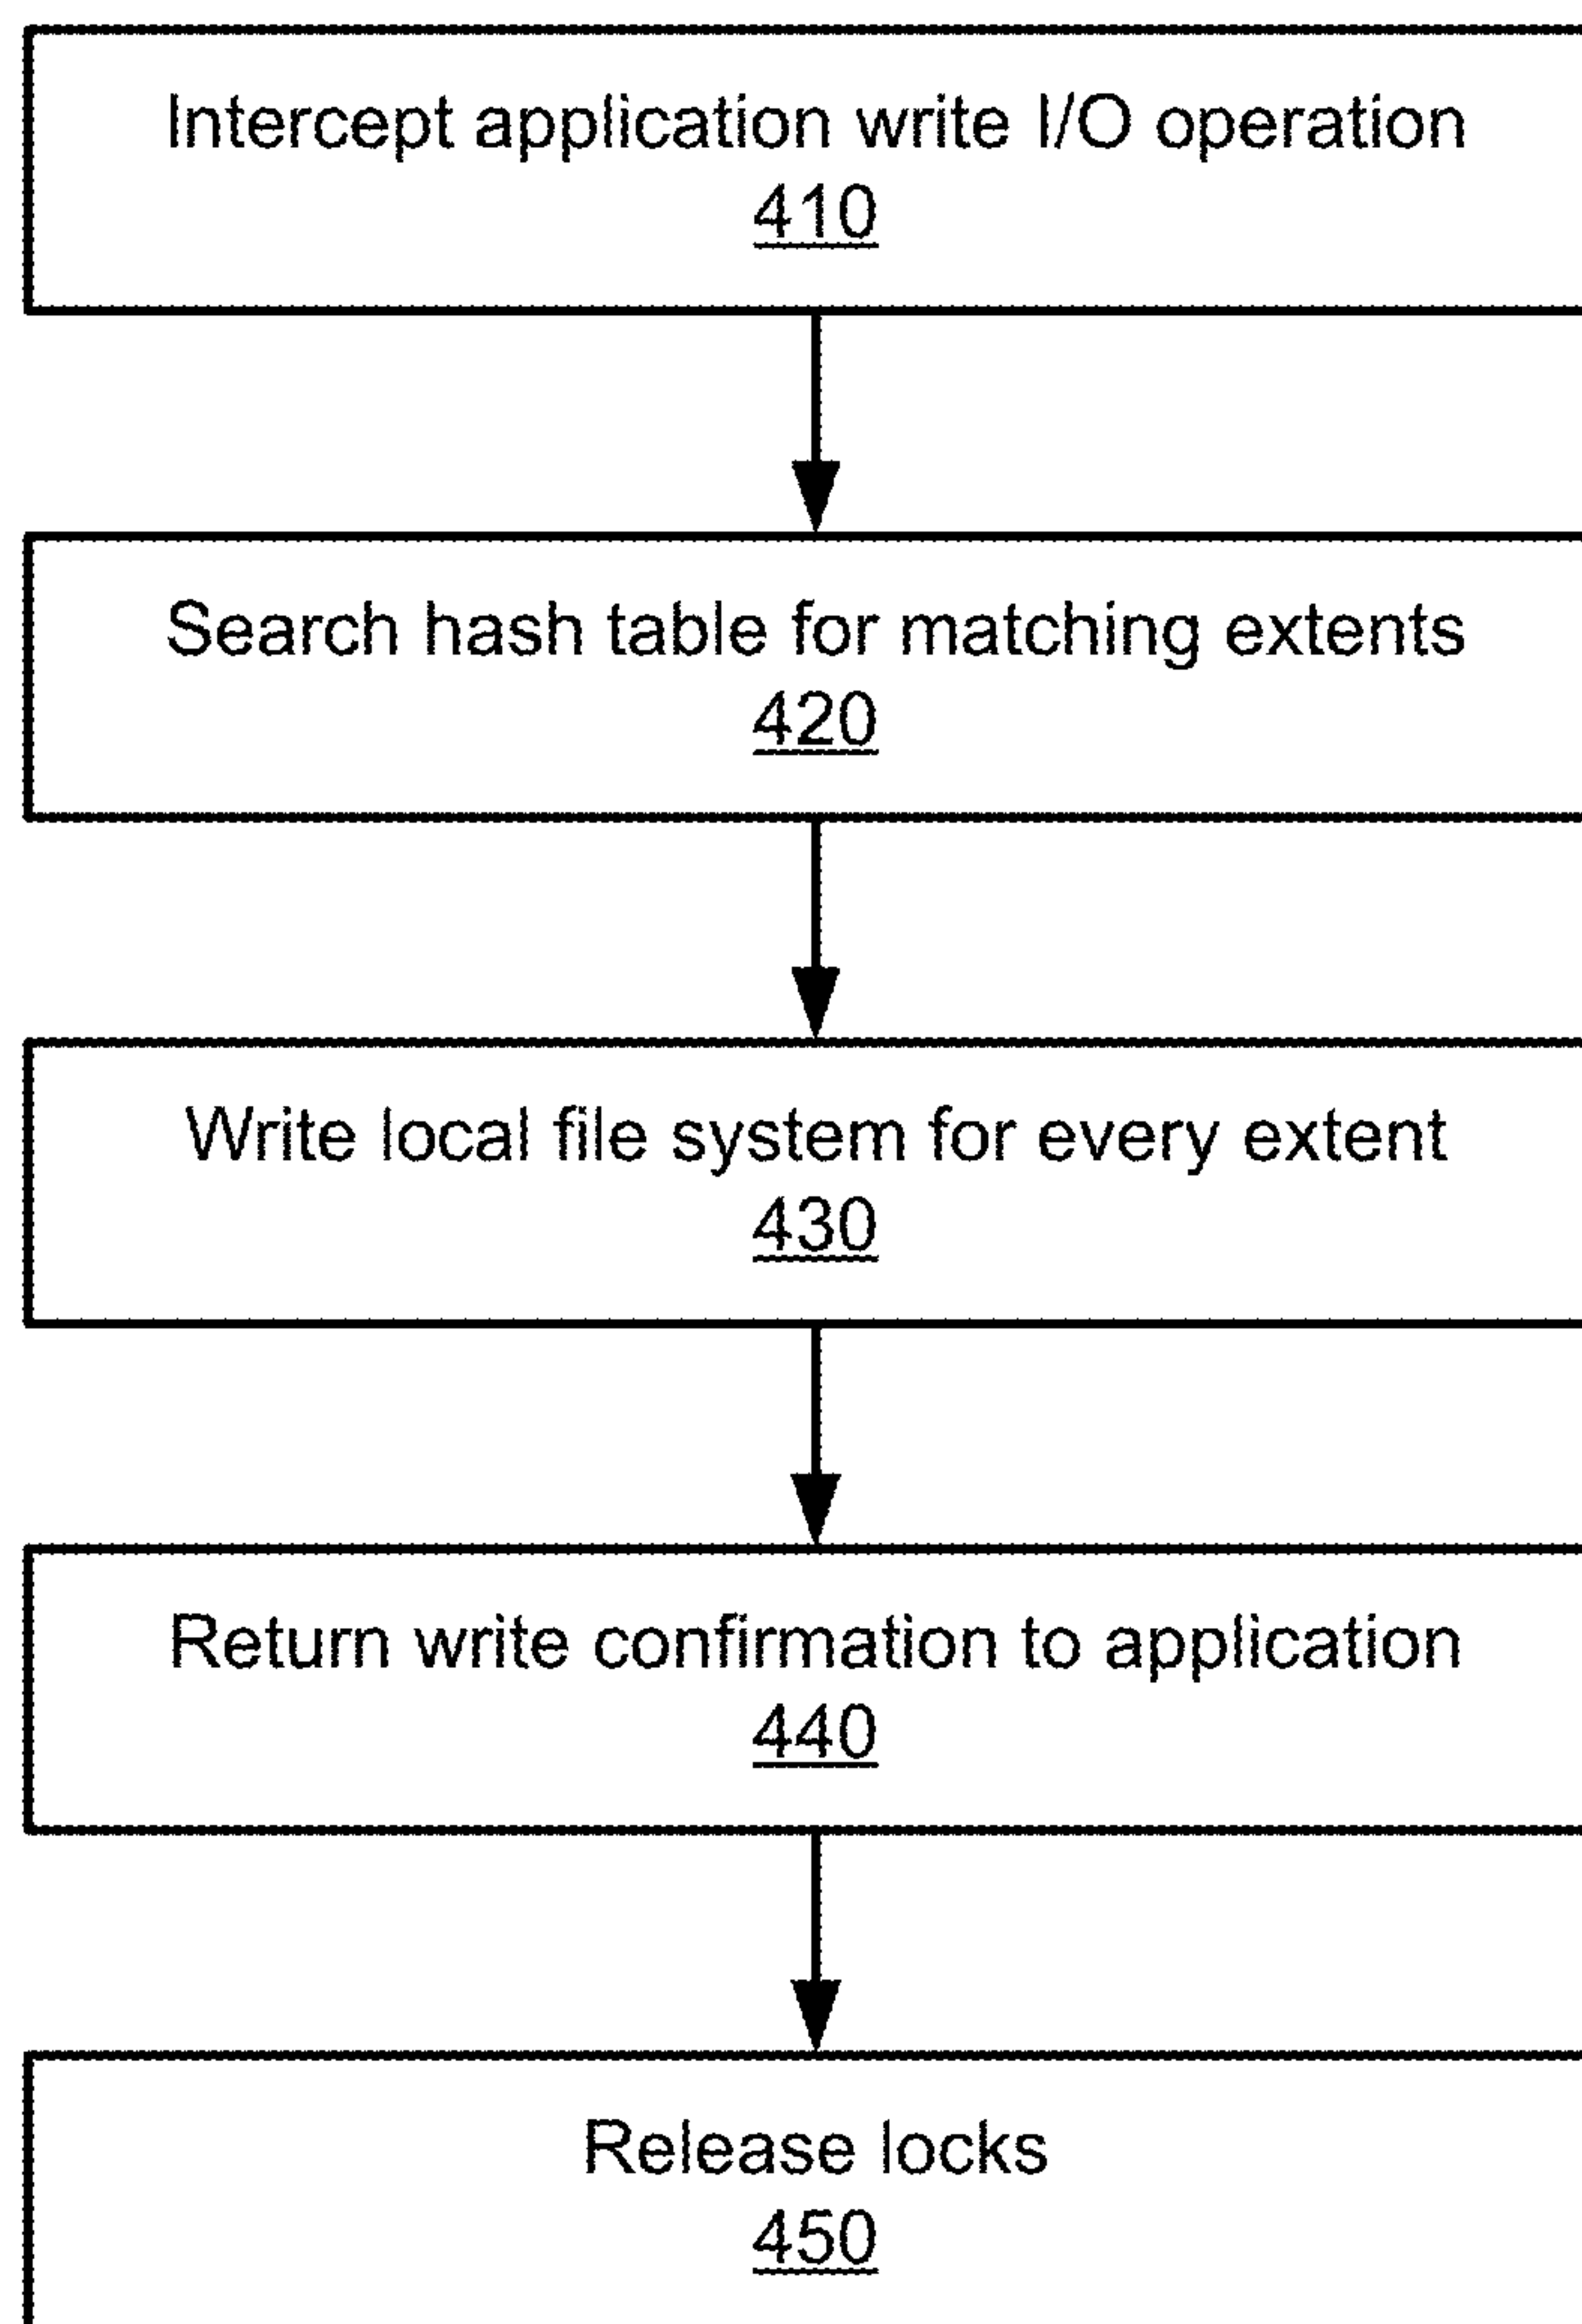 Intercept application write I/O operation
410
Search hash table for matching extents
420
Write local file system for every extent
430
Return write confirmation to application
440
Release locks
450